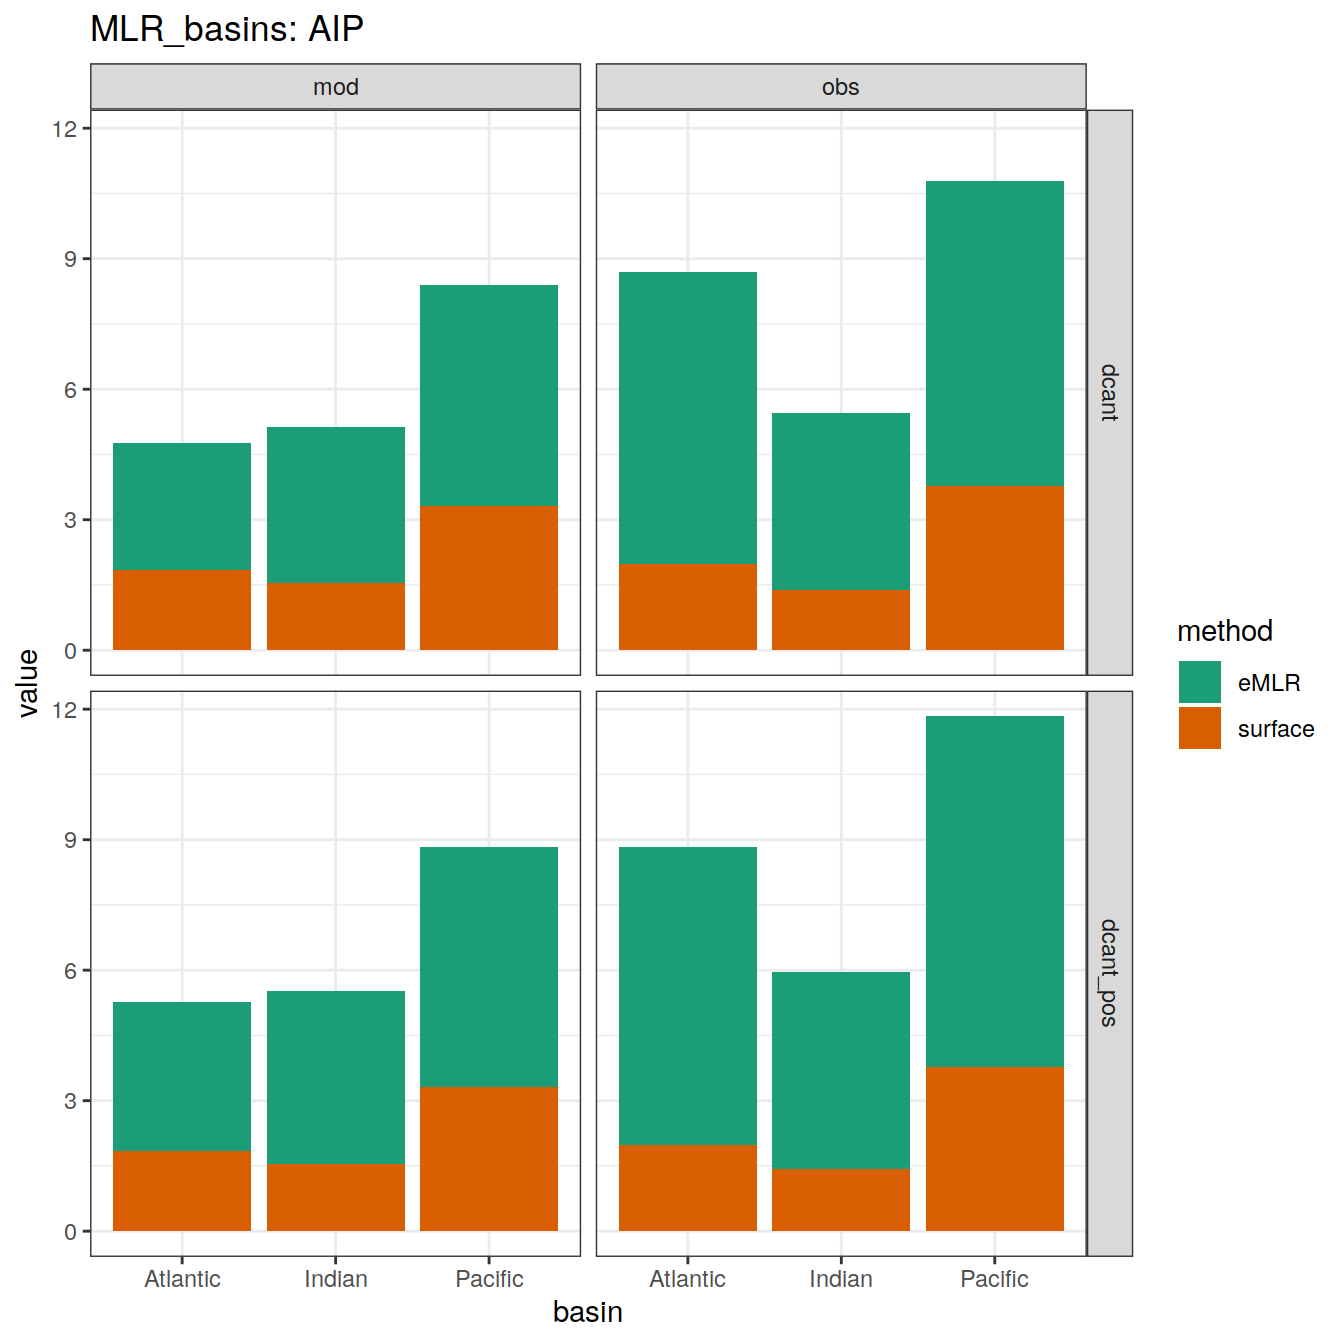 MLR_basins: AIP
mod
obs
12
9
6
3
0
dcant
12
9
6
3
0
dcant_pos
value
Atlantic
Indian
Pacific
Atlantic
Indian
Pacific
basin
method
eMLR
surface